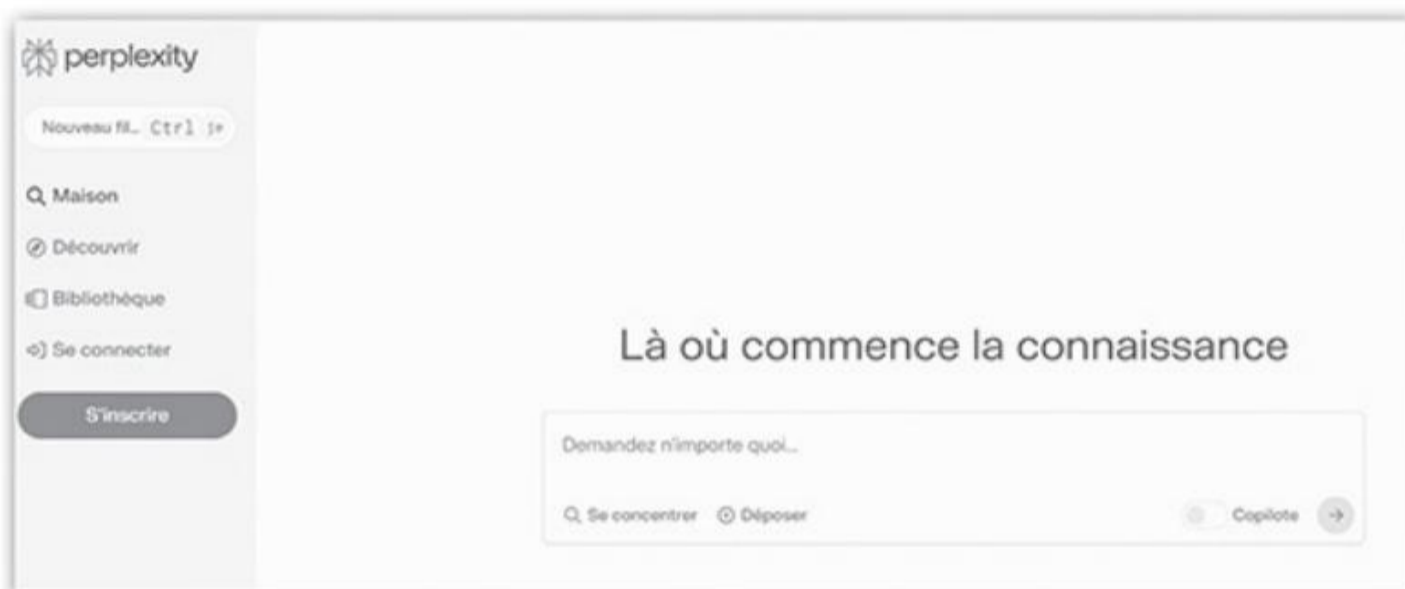 perplexity
Nouveau fil... Ctrl je
Maison
Découvrir
Bibliothèque
Se connecter
S'inscrire
Là où commence la connaissance
Demandez n'importe quoi...
Se concentrer Déposer Copilote